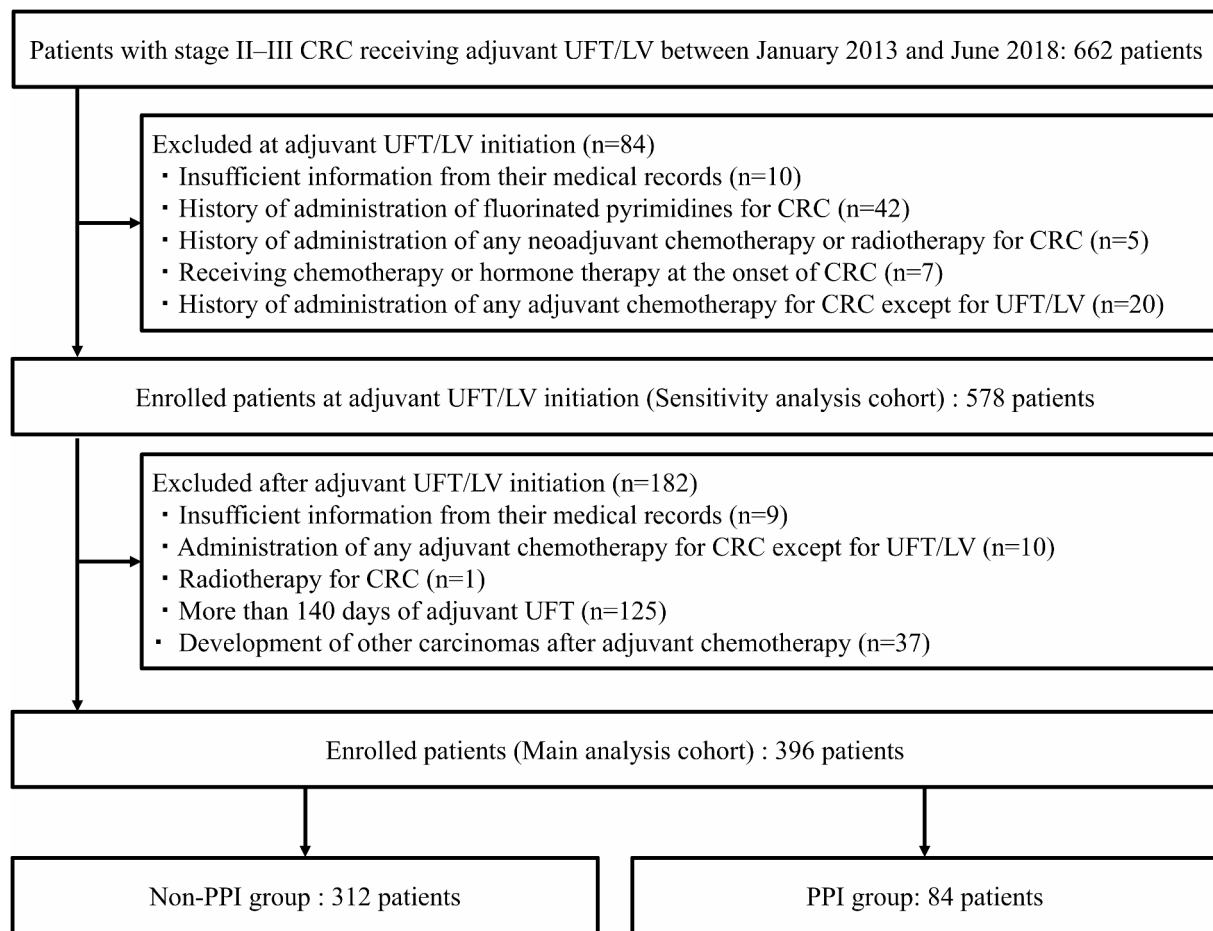 Patients with stage II–III CRC receiving adjuvant UFT/LV between January 2013 and June 2018: 662 patients
Excluded at adjuvant UFT/LV initiation (n=84)
・Insufficient information from their medical records (n=10)
・History of administration of fluorinated pyrimidines for CRC (n=42)
・History of administration of any neoadjuvant chemotherapy or radiotherapy for CRC (n=5)
・Receiving chemotherapy or hormone therapy at the onset of CRC (n=7)
・History of administration of any adjuvant chemotherapy for CRC except for UFT/LV (n=20)
Enrolled patients at adjuvant UFT/LV initiation (Sensitivity analysis cohort) : 578 patients
Excluded after adjuvant UFT/LV initiation (n=182)
・Insufficient information from their medical records (n=9)
・Administration of any adjuvant chemotherapy for CRC except for UFT/LV (n=10)
・Radiotherapy for CRC (n=1)
・More than 140 days of adjuvant UFT (n=125)
・Development of other carcinomas after adjuvant chemotherapy (n=37)
Enrolled patients (Main analysis cohort) : 396 patients
Non-PPI group : 312 patients
PPI group: 84 patients